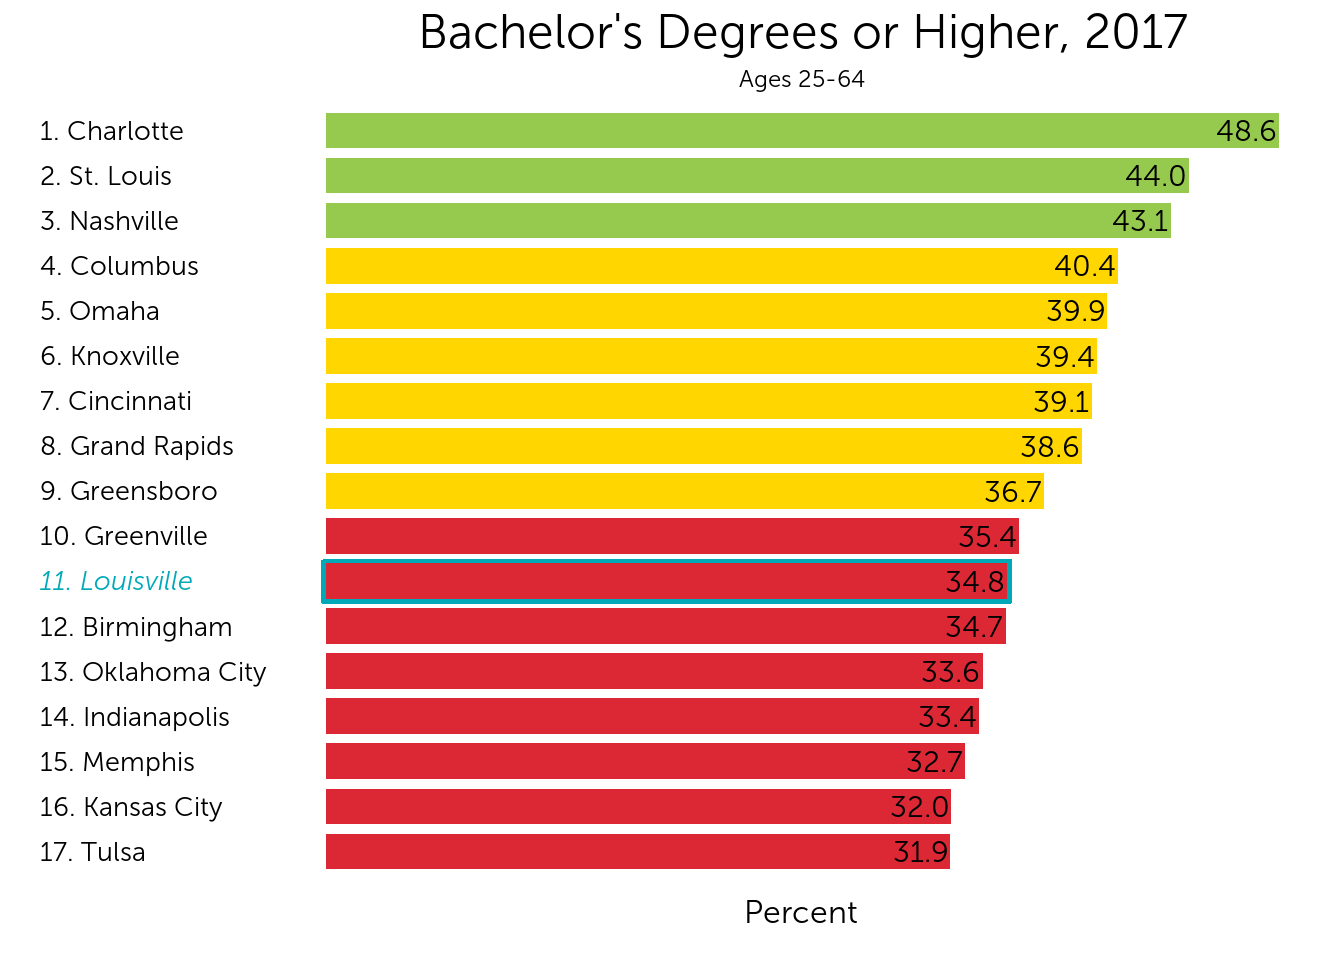 Bachelor's Degrees or Higher, 2017
Ages 25-64
1. Charlotte 48.6
2. St. Louis 44.0
3. Nashville 43.1
4. Columbus 40.4
5. Omaha 39.9
6. Knoxville 39.4
7. Cincinnati 39.1
8. Grand Rapids 38.6
9. Greensboro 36.7
10. Greenville 35.4
11. Louisville 34.8
12. Birmingham 34.7
13. Oklahoma City 33.6
14. Indianapolis 33.4
15. Memphis 32.7
16. Kansas City 32.0
17. Tulsa 31.9
Percent